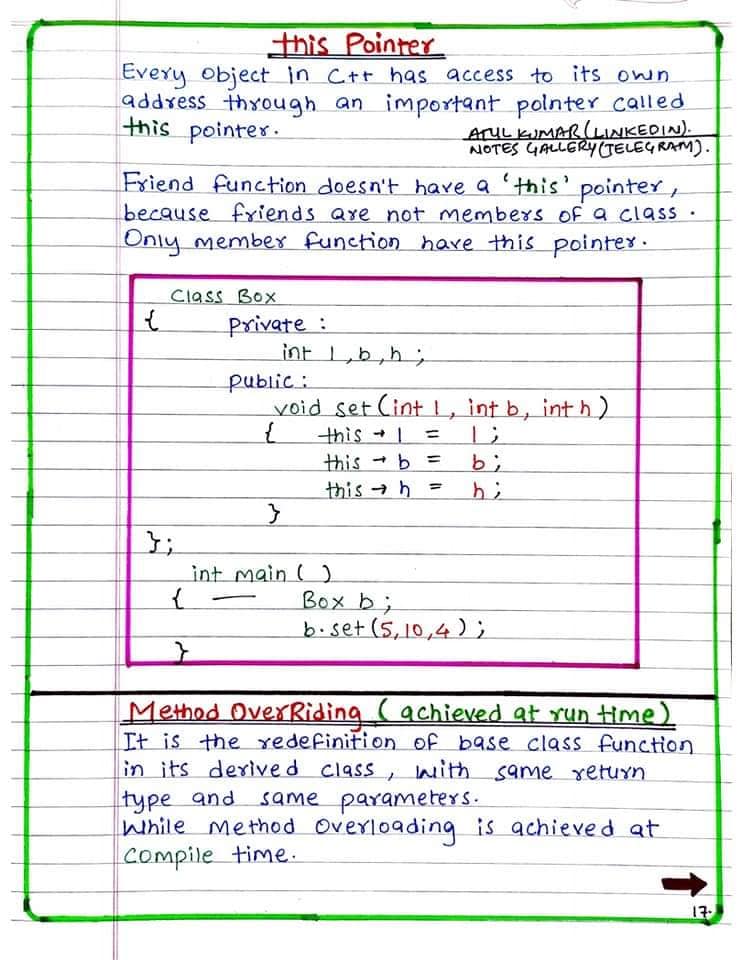 this Pointer
Every object in C++ has access to its own
address through an important pointer called
this pointer.
ATUL KUMAR (LINKEDIN).
NOTES GALLERY (TELEGRAM).
Friend function doesn't have a 'this' pointer,
because friends are not members of a class.
Only member function have this pointer.
Class Box
{ private :
int l, b, h ;
public :
void set (int l, int b, int h)
{ this → l = l ;
this → b = b ;
this → h = h ;
}
};
int main ( )
{ — Box b ;
b.set (5, 10, 4) ;
}
Method OverRiding (achieved at run time)
It is the redefinition of base class function
in its derived class, with same return
type and same parameters.
While Method Overloading is achieved at
compile time.
17.